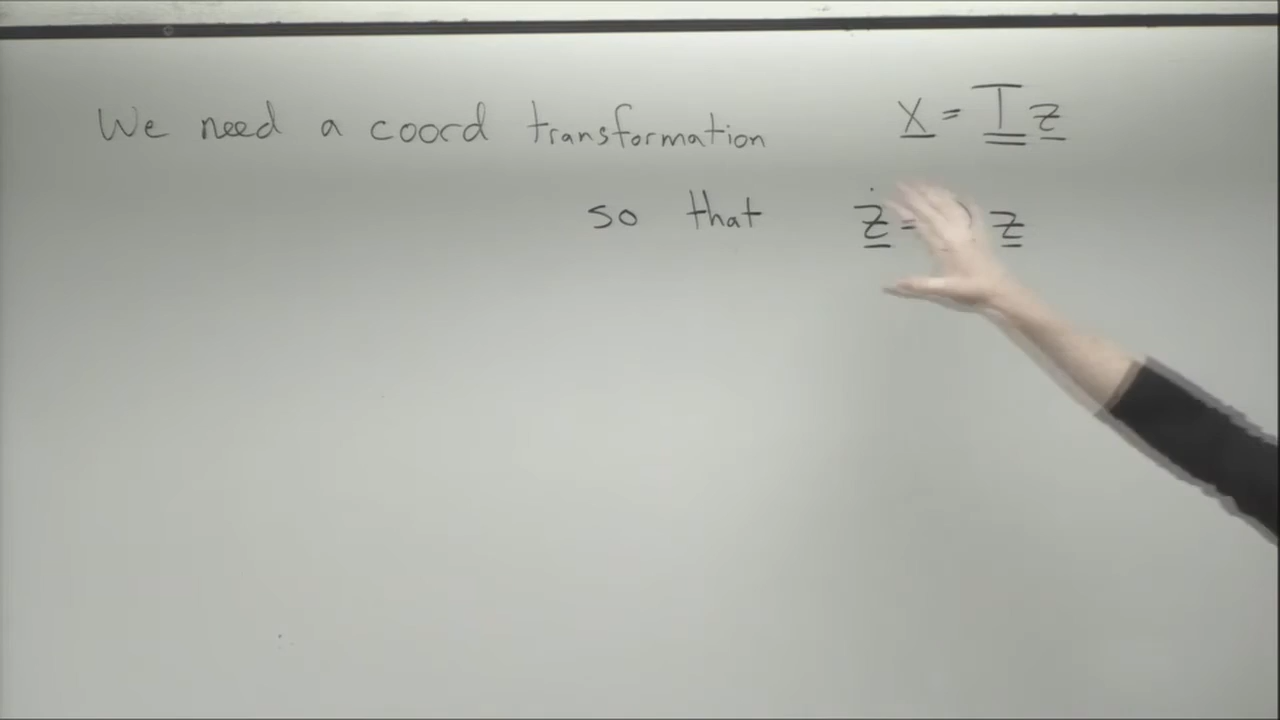 We need a coord transformation x = T z
so that ż = z